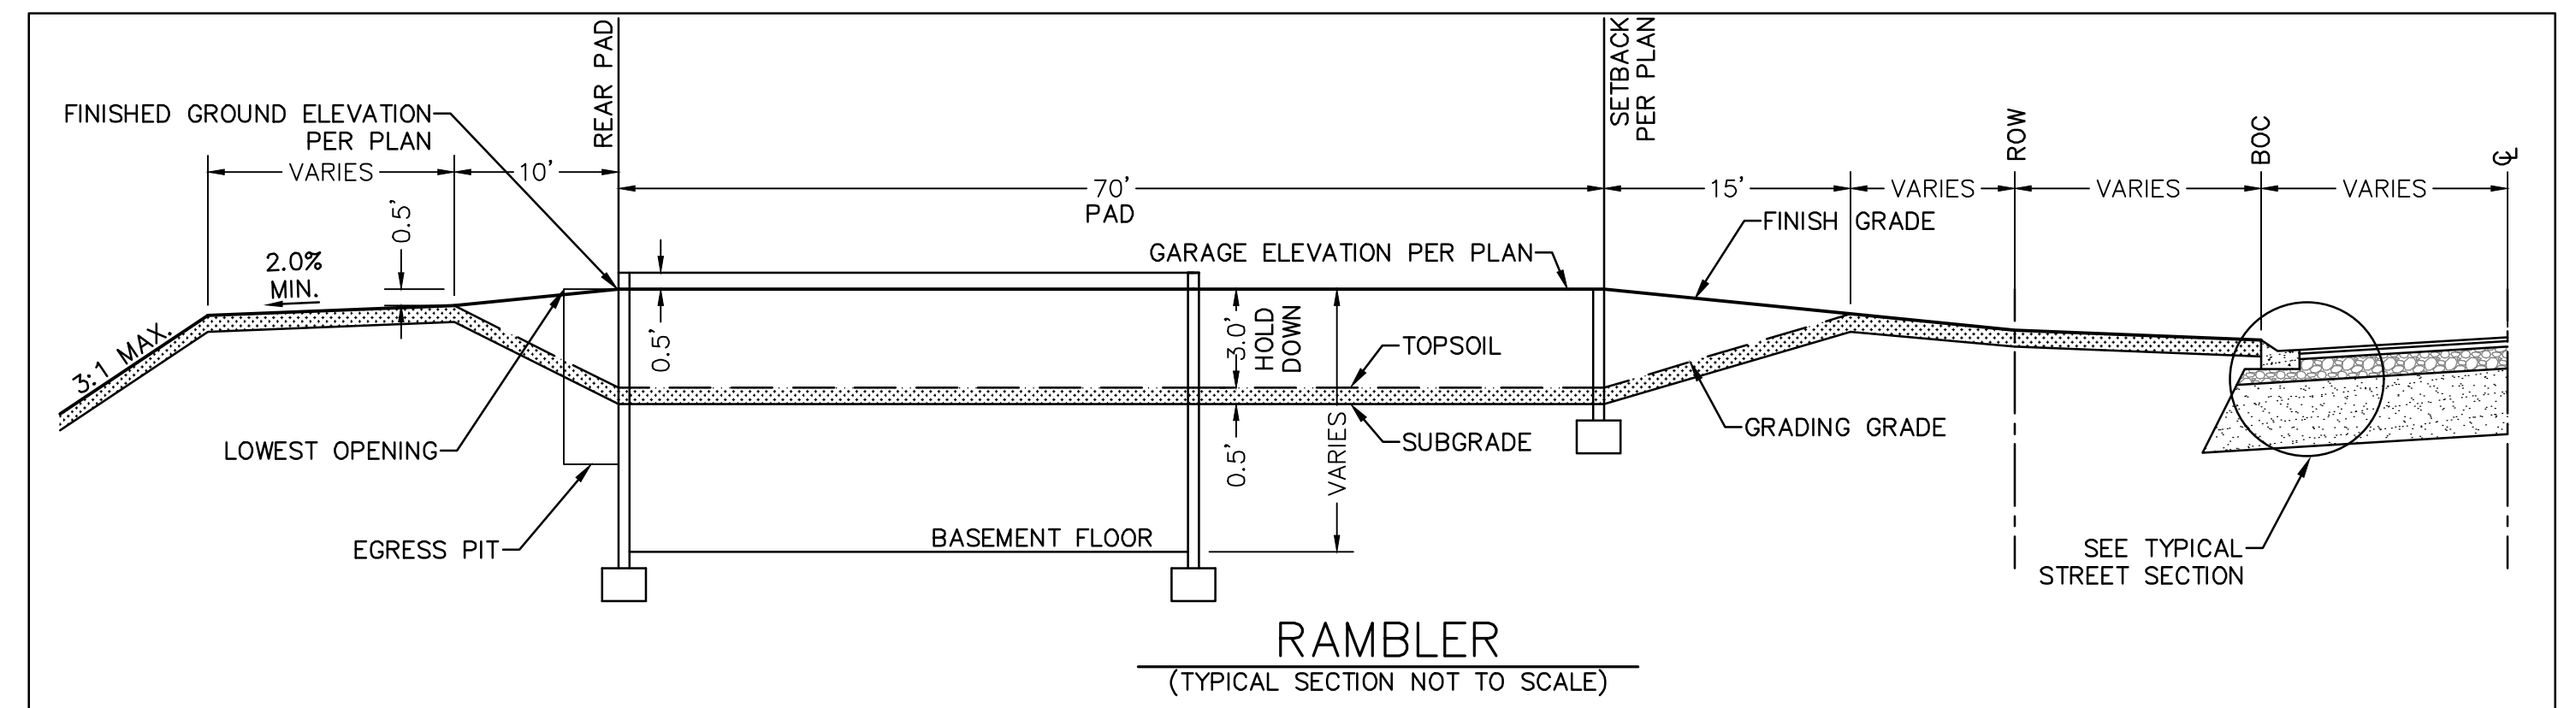 REAR PAD
SETBACK
PER PLAN
FINISHED GROUND ELEVATION
PER PLAN
ROW
BOC
℄
VARIES
10'
70'
PAD
15'
VARIES
VARIES
VARIES
0.5'
FINISH GRADE
GARAGE ELEVATION PER PLAN
2.0%
MIN.
3:1 MAX.
0.5'
3.0'
HOLD
DOWN
TOPSOIL
LOWEST OPENING
SUBGRADE
GRADING GRADE
0.5'
VARIES
EGRESS PIT
BASEMENT FLOOR
SEE TYPICAL
STREET SECTION
RAMBLER
(TYPICAL SECTION NOT TO SCALE)